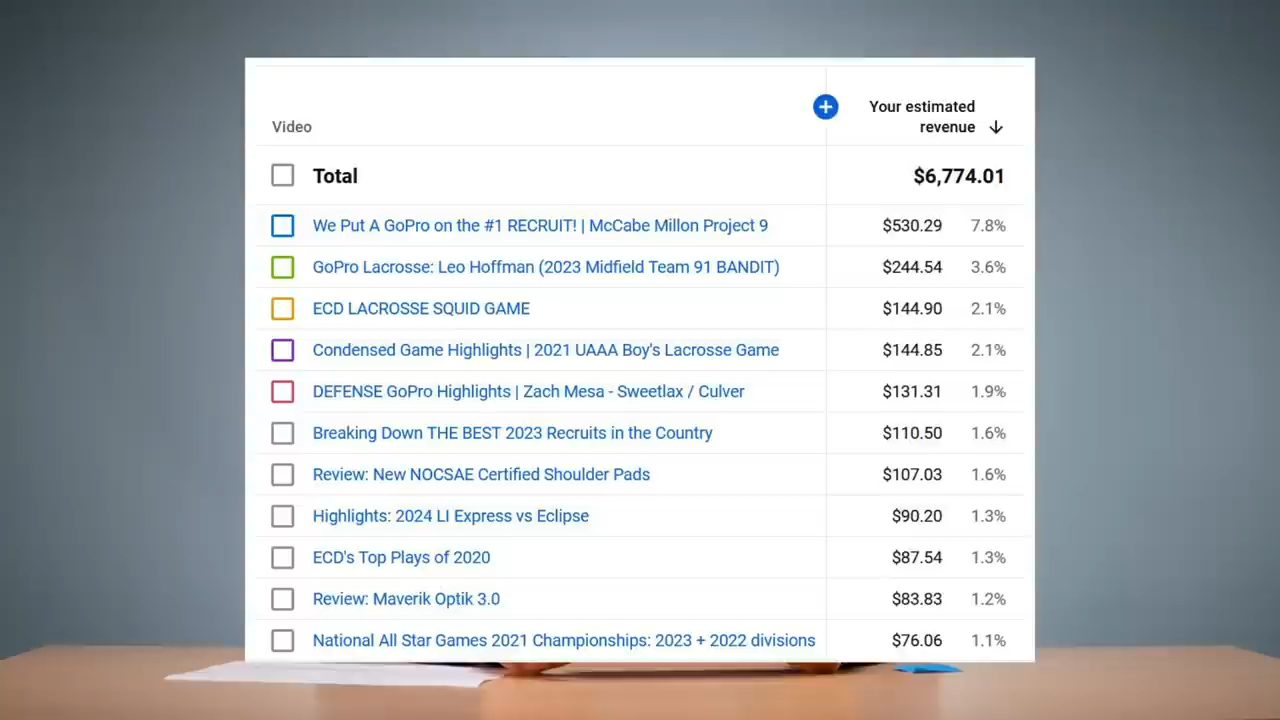 Video
Your estimated
revenue
Total $6,774.01
We Put A GoPro on the #1 RECRUIT! | McCabe Millon Project 9 $530.29 7.8%
GoPro Lacrosse: Leo Hoffman (2023 Midfield Team 91 BANDIT) $244.54 3.6%
ECD LACROSSE SQUID GAME $144.90 2.1%
Condensed Game Highlights | 2021 UAAA Boy's Lacrosse Game $144.85 2.1%
DEFENSE GoPro Highlights | Zach Mesa - Sweetlax / Culver $131.31 1.9%
Breaking Down THE BEST 2023 Recruits in the Country $110.50 1.6%
Review: New NOCSAE Certified Shoulder Pads $107.03 1.6%
Highlights: 2024 LI Express vs Eclipse $90.20 1.3%
ECD's Top Plays of 2020 $87.54 1.3%
Review: Maverik Optik 3.0 $83.83 1.2%
National All Star Games 2021 Championships: 2023 + 2022 divisions $76.06 1.1%